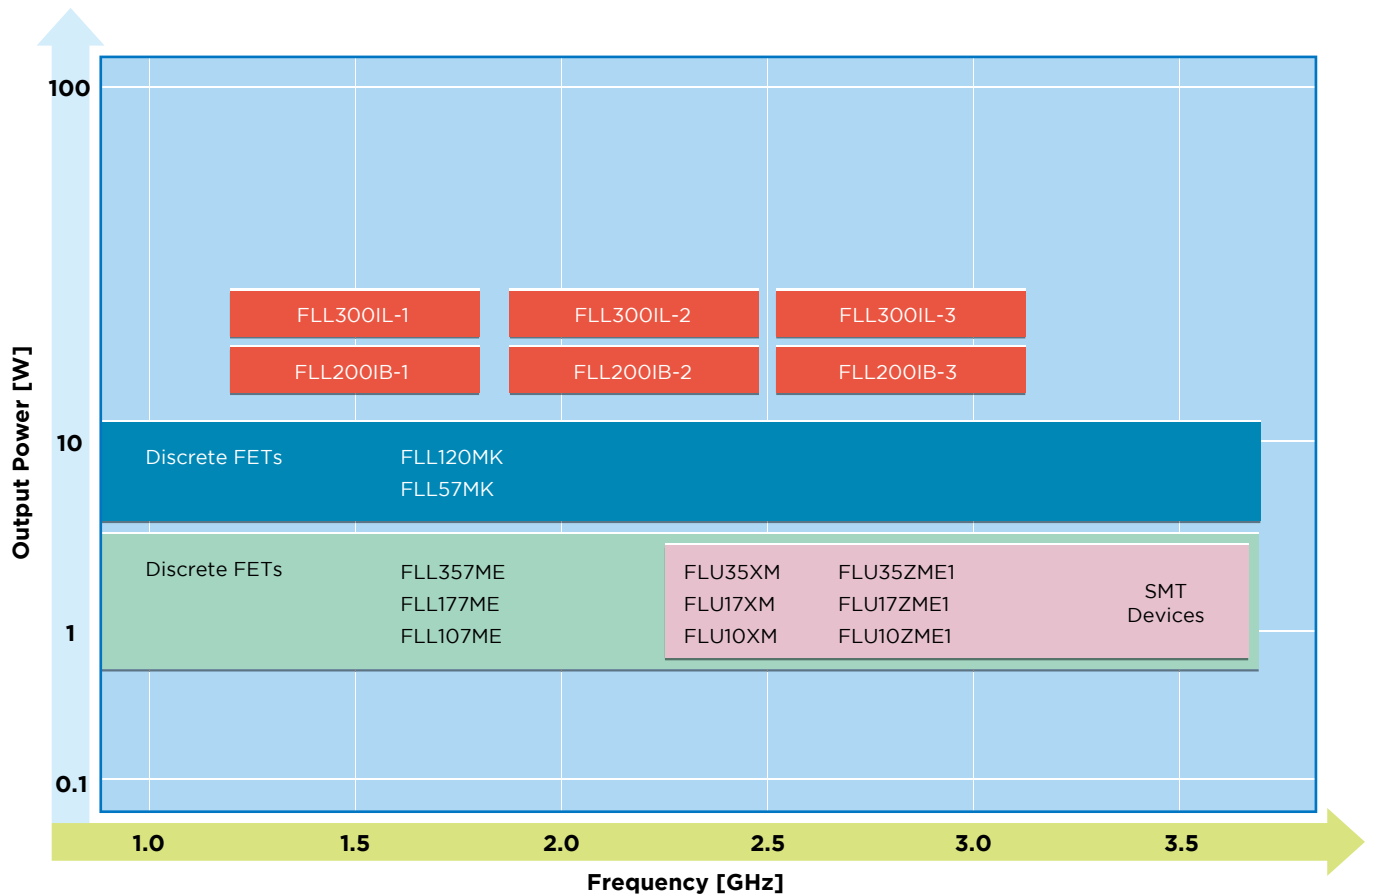 100
FLL300IL-1
FLL300IL-2
FLL300IL-3
FLL200IB-1
FLL200IB-2
FLL200IB-3
Output Power [W]
10
Discrete FETs
FLL120MK
FLL57MK
Discrete FETs
FLL357ME
FLL177ME
FLL107ME
FLU35XM
FLU17XM
FLU10XM
FLU35ZME1
FLU17ZME1
FLU10ZME1
SMT
Devices
1
0.1
1.0
1.5
2.0
2.5
3.0
3.5
Frequency [GHz]